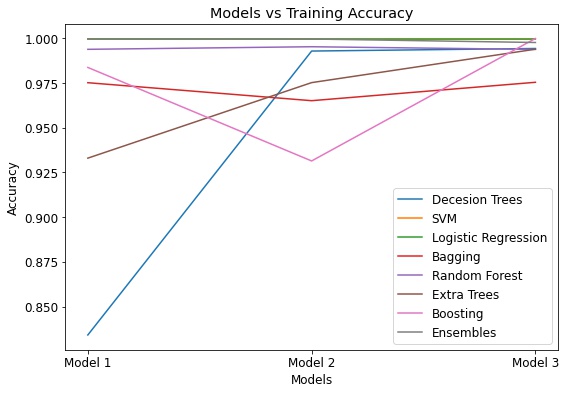 Models vs Training Accuracy
1.000
0.975
0.950
0.925
0.900
0.875
0.850
Accuracy
Decesion Trees
SVM
Logistic Regression
Bagging
Random Forest
Extra Trees
Boosting
Ensembles
Model 1 Model 2 Model 3
Models